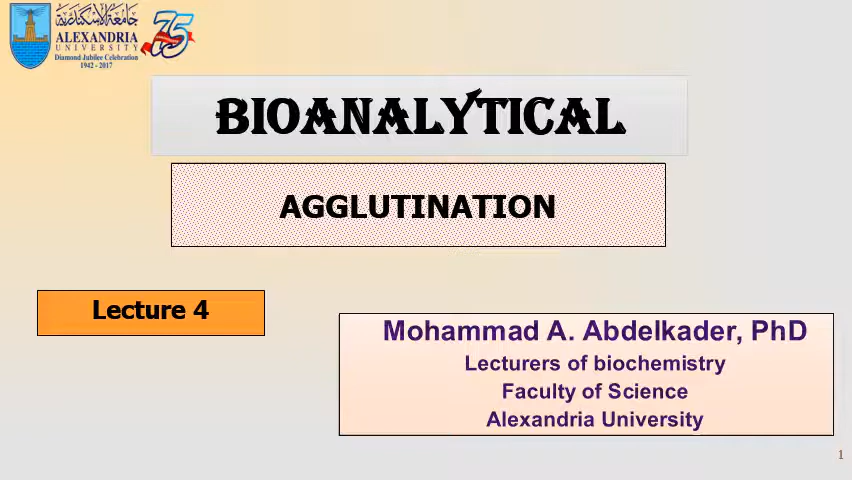 جامعة الإسكندرية
ALEXANDRIA
UNIVERSITY
Diamond Jubilee Celebration
1942 - 2017
75
BIOANALYTICAL
AGGLUTINATION
Lecture 4
Mohammad A. Abdelkader, PhD
Lecturers of biochemistry
Faculty of Science
Alexandria University
1